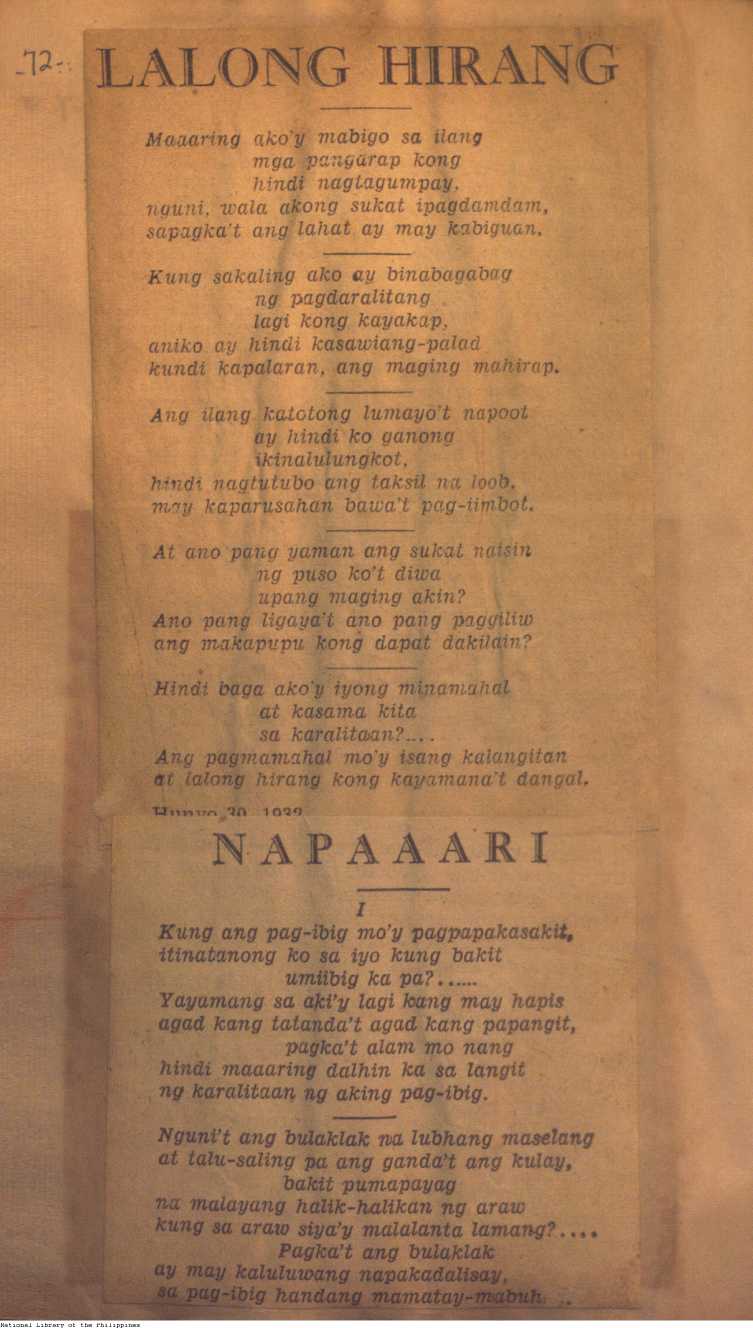 -72-
LALONG HIRANG
Maaaring ako'y mabigo sa ilang
mga pangarap kong
hindi nagtagumpay,
nguni, wala akong sukat ipagdamdam,
sapagka't ang lahat ay may kabiguan.
Kung sakaling ako ay binabagabag
ng pagdaralitang
lagi kong kayakap,
aniko ay hindi kasawiang-palad
kundi kapalaran, ang maging mahirap.
Ang ilang katotong lumayo't napoot
ay hindi ko ganong
ikinalulungkot,
hindi nagtutubo ang taksil na loob,
may kaparusahan bawa't pag-iimbot.
At ano pang yaman ang sukat naisin
ng puso ko't diwa
upang maging akin?
Ano pang ligaya't ano pang paggiliw
ang makapupu kong dapat dakilain?
Hindi baga ako'y iyong minamahal
at kasama kita
sa karalitaan?....
Ang pagmamahal mo'y isang kalangitan
at lalong hirang kong kayamana't dangal.
Hunyo 30, 1932
NAPAAARI
I
Kung ang pag-ibig mo'y pagpapakasakit,
itinatanong ko sa iyo kung bakit
umiibig ka pa?......
Yayamang sa aki'y lagi kang may hapis
agad kang tatanda't agad kang papangit,
pagka't alam mo nang
hindi maaaring dalhin ka sa langit
ng karalitaan ng aking pag-ibig.
Nguni't ang bulaklak na lubhang maselang
at talu-saling pa ang ganda't ang kulay,
bakit pumapayag
na malayang halik-halikan ng araw
kung sa araw siya'y malalanta lamang?....
Pagka't ang bulaklak
ay may kaluluwang napakadalisay,
sa pag-ibig handang mamatay-mabuh...
National Library of the Philippines